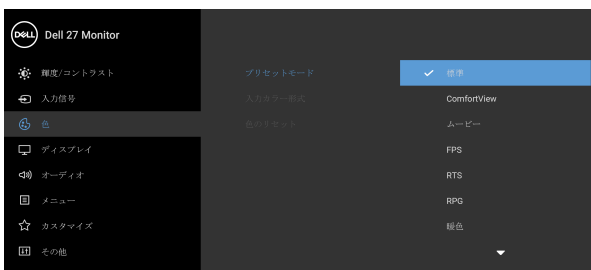 DELL Dell 27 Monitor
輝度/コントラスト プリセットモード ✓ 標準
入力信号 入力カラー形式 ComfortView
色 色のリセット ムービー
ディスプレイ FPS
オーディオ RTS
メニュー RPG
カスタマイズ 暖色
その他